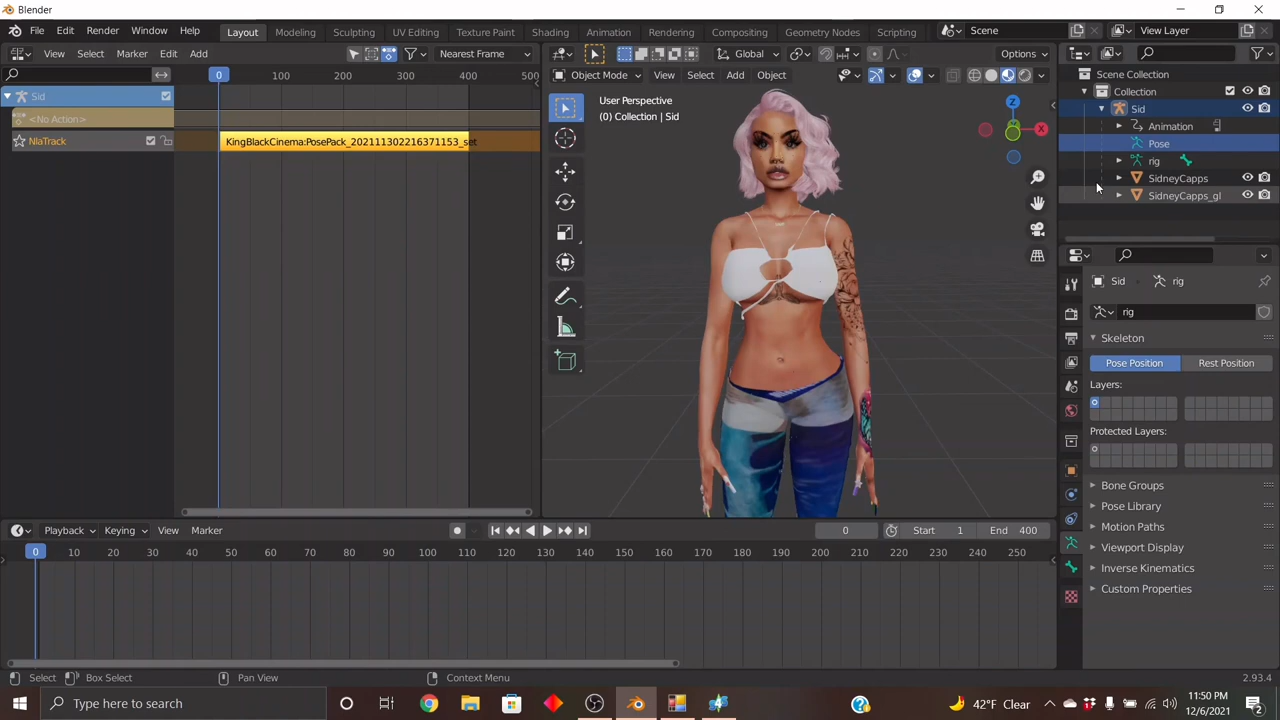 Blender
File Edit Render Window Help Layout Modeling Sculpting UV Editing Texture Paint Shading Animation Rendering Compositing Geometry Nodes Scripting Scene View Layer
View Select Marker Edit Add Nearest Frame Global Options
0 100 200 300 400 500
Object Mode View Select Add Object
Sid
<No Action>
NlaTrack
KingBlackCinema:PosePack_202111302216371153_set
User Perspective
(0) Collection | Sid
Z
X
Scene Collection
Collection
Sid
Animation
Pose
rig
SidneyCapps
SidneyCapps_gl
Sid rig
rig
Skeleton
Pose Position Rest Position
Layers:
Protected Layers:
Bone Groups
Pose Library
Motion Paths
Viewport Display
Inverse Kinematics
Custom Properties
Playback Keying View Marker 0 Start 1 End 400
0 10 20 30 40 50 60 70 80 90 100 110 120 130 140 150 160 170 180 190 200 210 220 230 240 250
Select Box Select Pan View Context Menu 2.93.4
Type here to search
42°F Clear
11:50 PM
12/6/2021
2